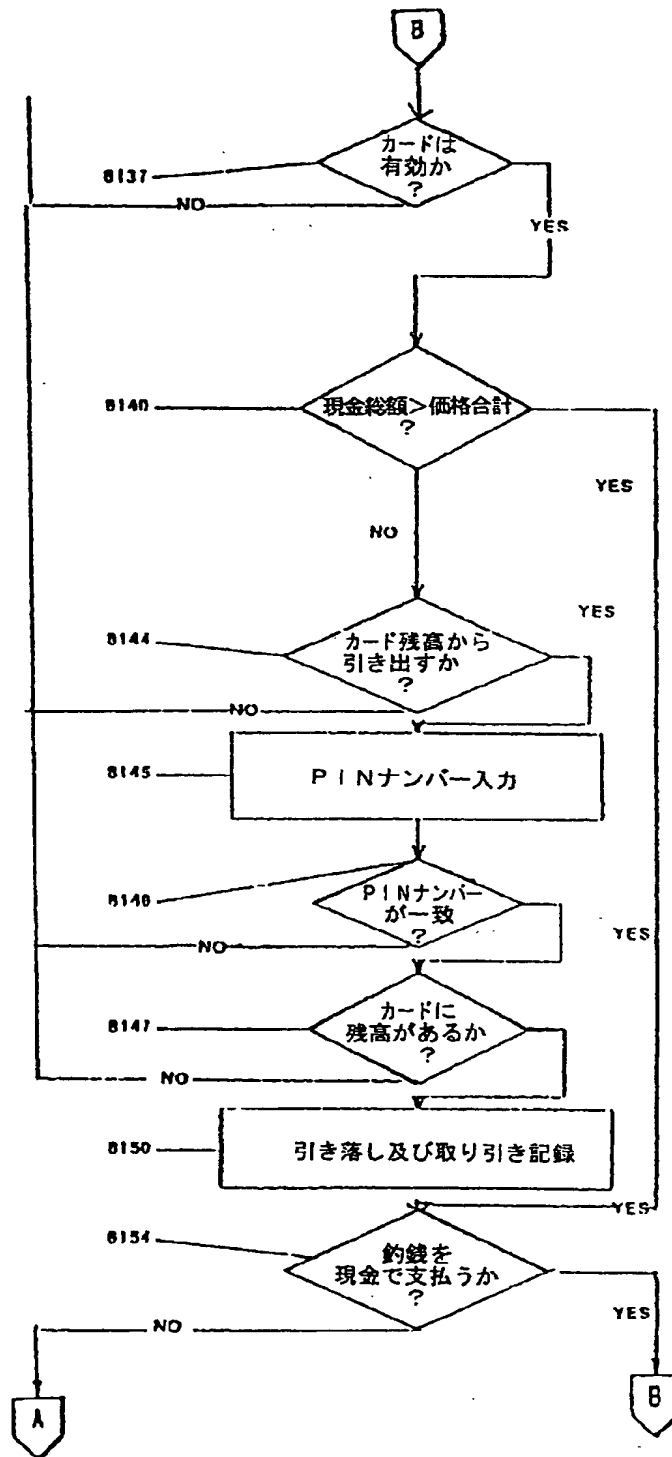 B
カードは
有効か
?
8137
NO
YES
8140
現金総額>価格合計
?
YES
NO
YES
8144
カード残高から
引き出すか
?
NO
8145
PINナンバー入力
8146
PINナンバー
が一致
?
NO
YES
カードに
8147
残高があるか
?
NO
8150
引き落し及び取り引き記録
YES
8154
釣銭を
現金で支払うか
?
NO
YES
A
B